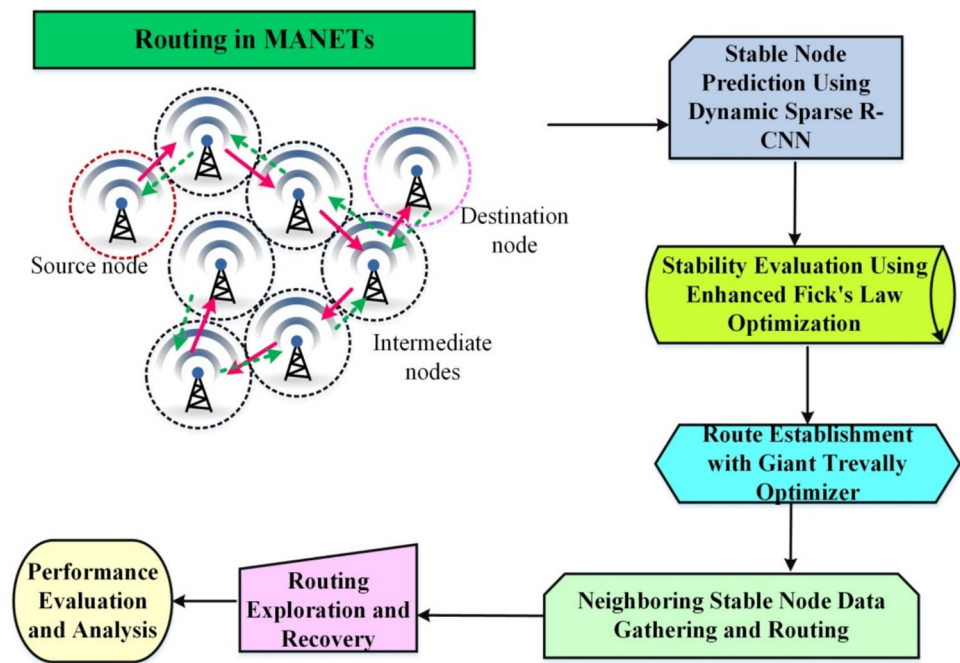 Routing in MANETs
Source node
Destination
node
Intermediate
nodes
Stable Node
Prediction Using
Dynamic Sparse R-
CNN
Stability Evaluation Using
Enhanced Fick's Law
Optimization
Route Establishment
with Giant Trevally
Optimizer
Neighboring Stable Node Data
Gathering and Routing
Routing
Exploration and
Recovery
Performance
Evaluation
and Analysis